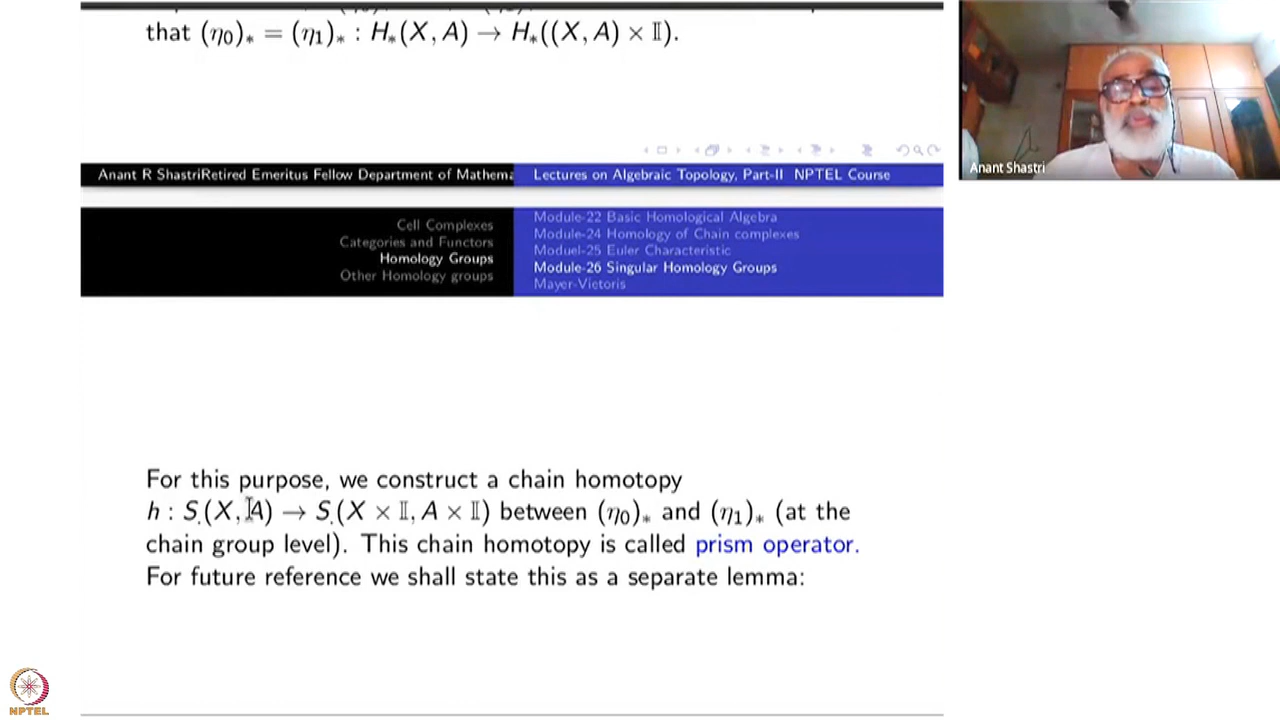 that (η₀)∗ = (η₁)∗ : H∗(X, A) → H∗((X, A) × 𝕀).
Anant Shastri
Anant R ShastriRetired Emeritus Fellow Department of Mathema
Lectures on Algebraic Topology, Part-II NPTEL Course
Cell Complexes
Categories and Functors
Homology Groups
Other Homology groups
Module-22 Basic Homological Algebra
Module-24 Homology of Chain complexes
Moduel-25 Euler Characteristic
Module-26 Singular Homology Groups
Mayer-Victoris
For this purpose, we construct a chain homotopy
h : S.(X, A) → S.(X × 𝕀, A × 𝕀) between (η₀)∗ and (η₁)∗ (at the
chain group level). This chain homotopy is called prism operator.
For future reference we shall state this as a separate lemma:
NPTEL